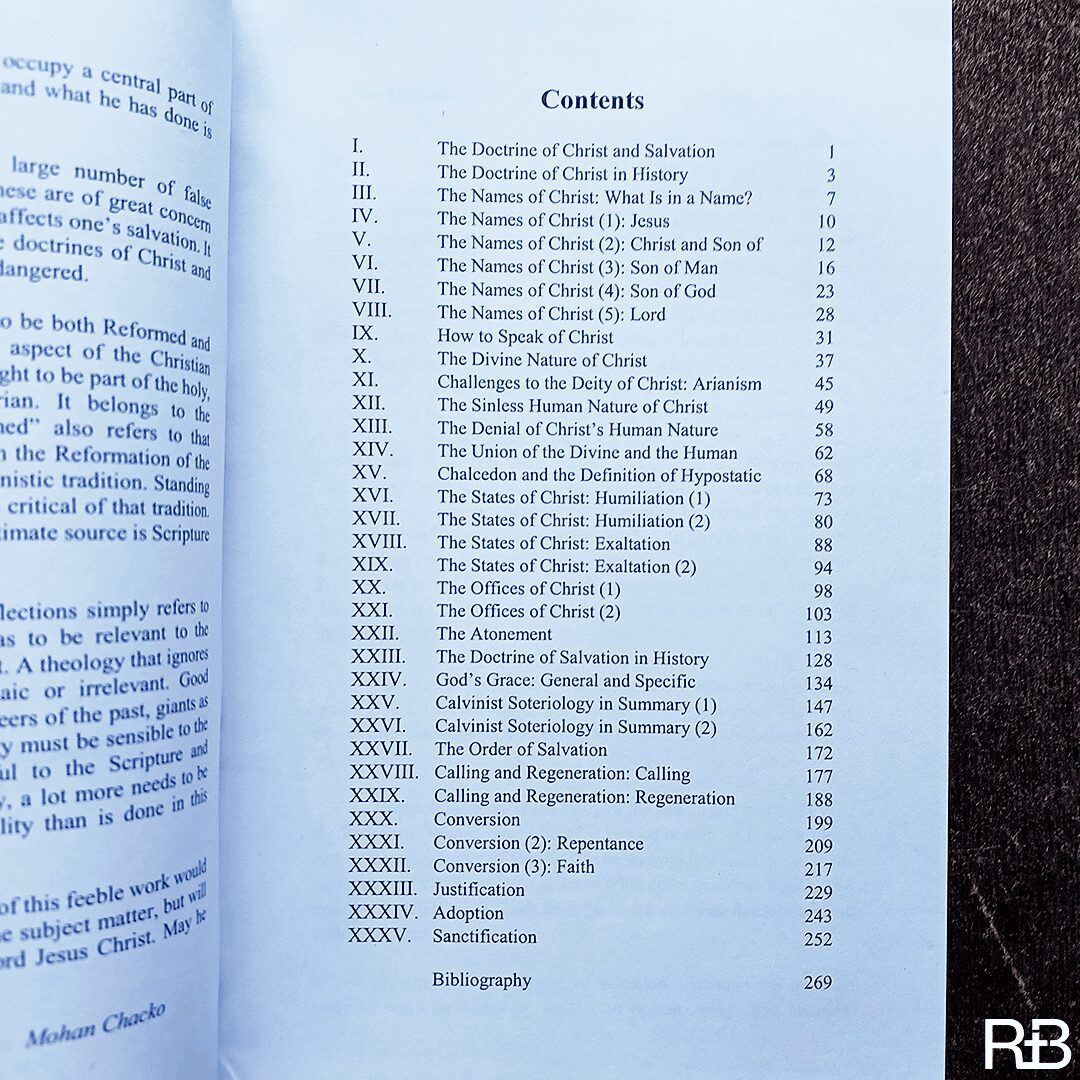 occupy a central part of
and what he has done is
large number of false
are of great concern
affects one's salvation. It
doctrines of Christ and
o be both Reformed and
aspect of the Christian
ght to be part of the holy,
rian. It belongs to the
ned" also refers to that
the Reformation of the
nistic tradition. Standing
critical of that tradition.
timate source is Scripture
lections simply refers to
as to be relevant to the
t. A theology that ignores
aic or irrelevant. Good
eers of the past, giants as
y must be sensible to the
ul to the Scripture and
y, a lot more needs to be
lity than is done in this
of this feeble work would
e subject matter, but will
ord Jesus Christ. May he
Mohan Chacko
Contents
I. The Doctrine of Christ and Salvation 1
II. The Doctrine of Christ in History 3
III. The Names of Christ: What Is in a Name? 7
IV. The Names of Christ (1): Jesus 10
V. The Names of Christ (2): Christ and Son of 12
VI. The Names of Christ (3): Son of Man 16
VII. The Names of Christ (4): Son of God 23
VIII. The Names of Christ (5): Lord 28
IX. How to Speak of Christ 31
X. The Divine Nature of Christ 37
XI. Challenges to the Deity of Christ: Arianism 45
XII. The Sinless Human Nature of Christ 49
XIII. The Denial of Christ's Human Nature 58
XIV. The Union of the Divine and the Human 62
XV. Chalcedon and the Definition of Hypostatic 68
XVI. The States of Christ: Humiliation (1) 73
XVII. The States of Christ: Humiliation (2) 80
XVIII. The States of Christ: Exaltation 88
XIX. The States of Christ: Exaltation (2) 94
XX. The Offices of Christ (1) 98
XXI. The Offices of Christ (2) 103
XXII. The Atonement 113
XXIII. The Doctrine of Salvation in History 128
XXIV. God's Grace: General and Specific 134
XXV. Calvinist Soteriology in Summary (1) 147
XXVI. Calvinist Soteriology in Summary (2) 162
XXVII. The Order of Salvation 172
XXVIII. Calling and Regeneration: Calling 177
XXIX. Calling and Regeneration: Regeneration 188
XXX. Conversion 199
XXXI. Conversion (2): Repentance 209
XXXII. Conversion (3): Faith 217
XXXIII. Justification 229
XXXIV. Adoption 243
XXXV. Sanctification 252
Bibliography 269
RiB